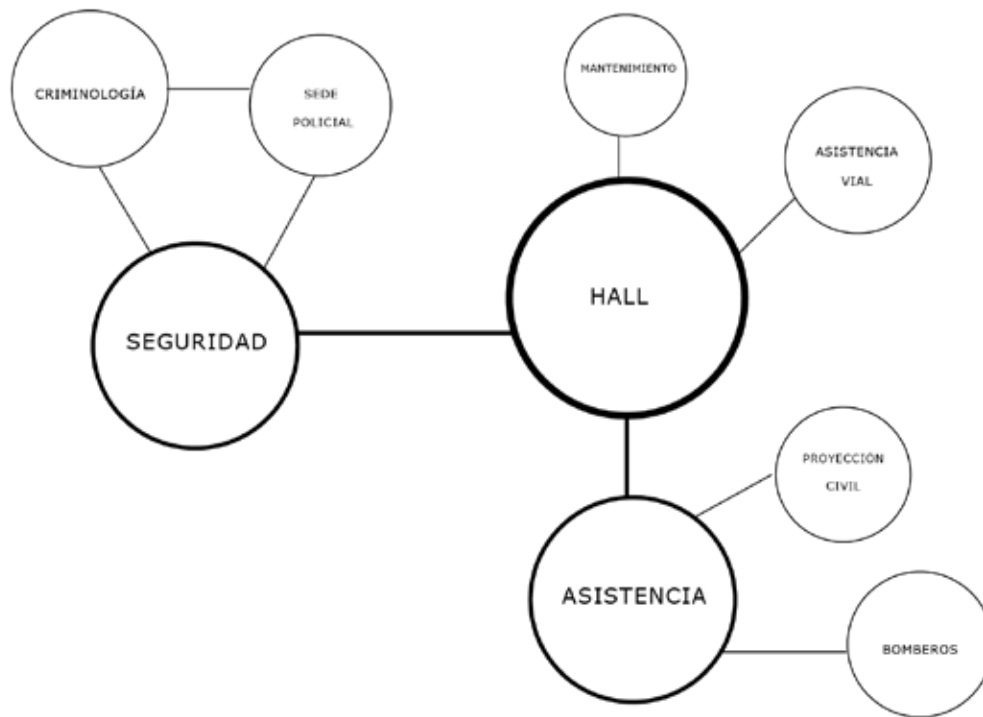 CRIMINOLOGÍA
SEDE
POLICIAL
MANTENIMIENTO
ASISTENCIA
VIAL
HALL
SEGURIDAD
PROYECCIÓN
CIVIL
ASISTENCIA
BOMBEROS